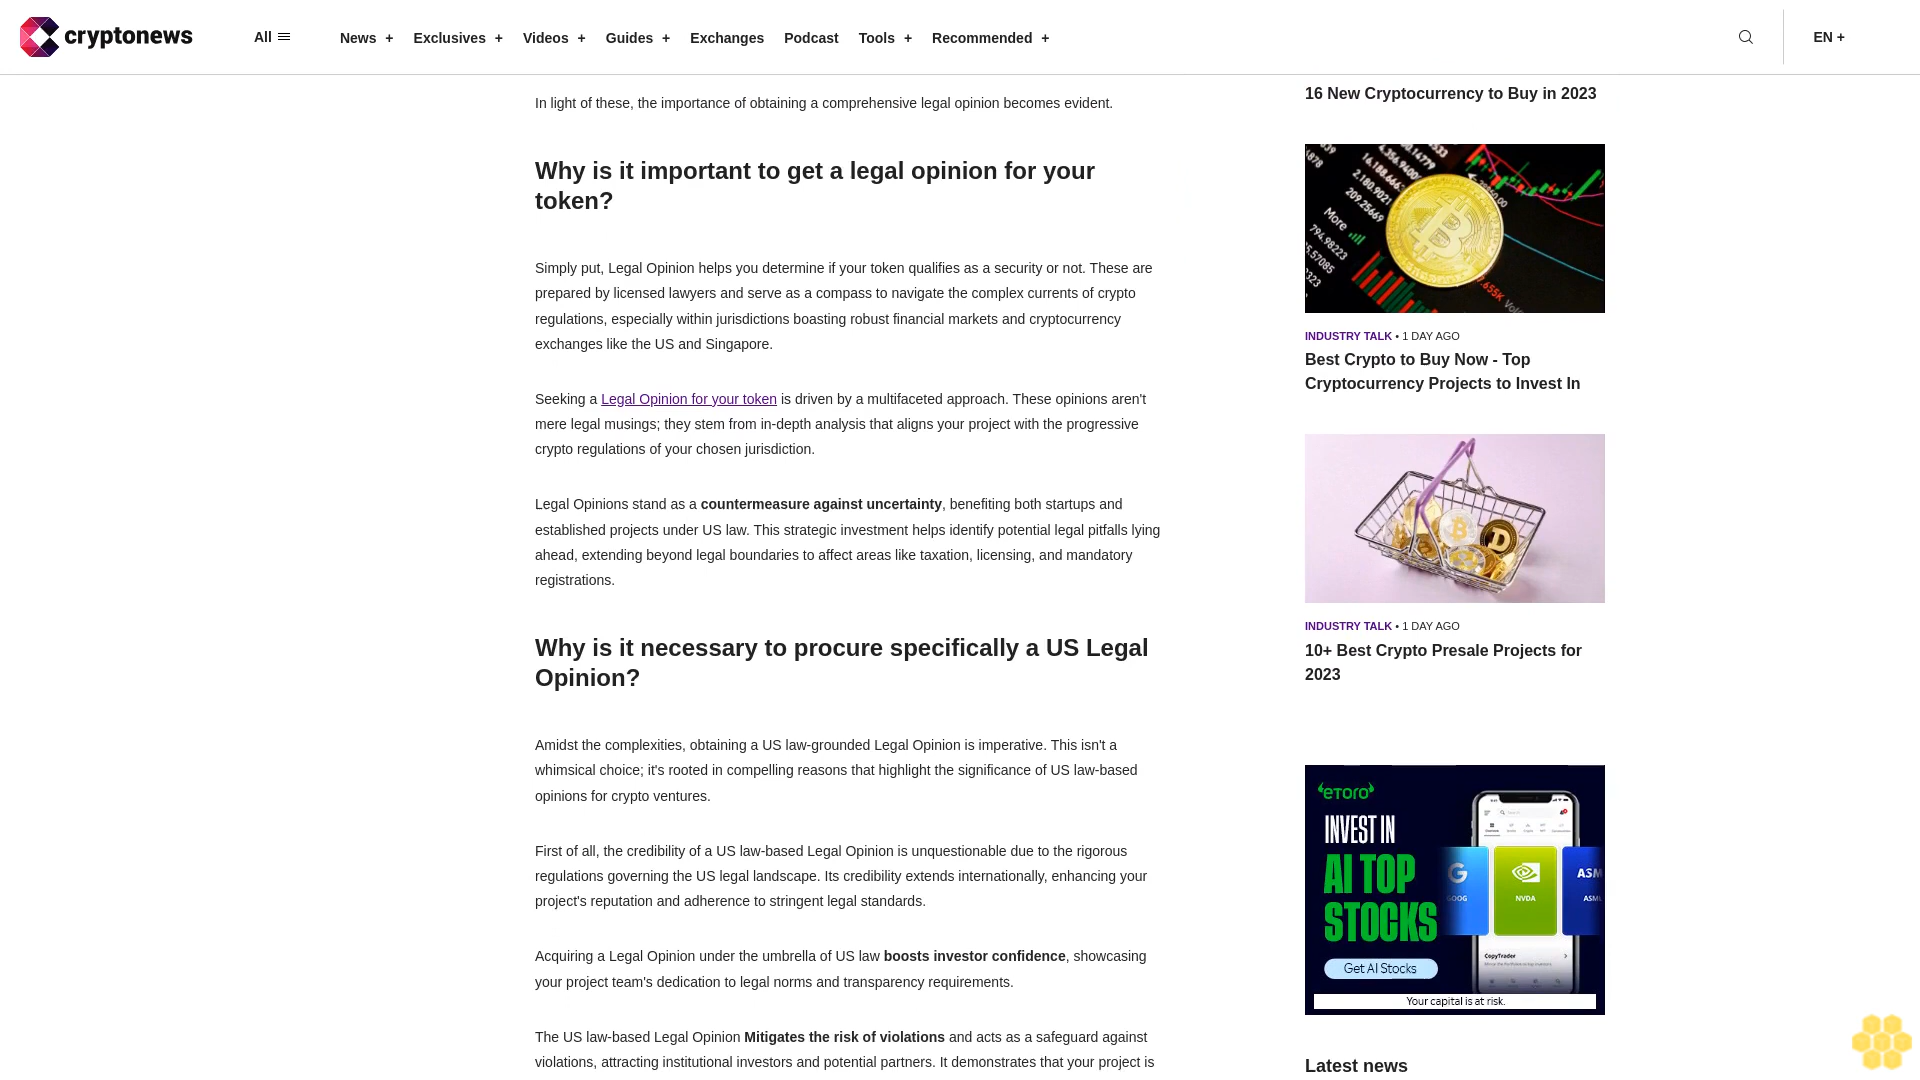 cryptonews
All
News + Exclusives + Videos + Guides + Exchanges Podcast Tools + Recommended +
EN +
In light of these, the importance of obtaining a comprehensive legal opinion becomes evident.
Why is it important to get a legal opinion for your
token?
Simply put, Legal Opinion helps you determine if your token qualifies as a security or not. These are
prepared by licensed lawyers and serve as a compass to navigate the complex currents of crypto
regulations, especially within jurisdictions boasting robust financial markets and cryptocurrency
exchanges like the US and Singapore.
Seeking a Legal Opinion for your token is driven by a multifaceted approach. These opinions aren't
mere legal musings; they stem from in-depth analysis that aligns your project with the progressive
crypto regulations of your chosen jurisdiction.
Legal Opinions stand as a countermeasure against uncertainty, benefiting both startups and
established projects under US law. This strategic investment helps identify potential legal pitfalls lying
ahead, extending beyond legal boundaries to affect areas like taxation, licensing, and mandatory
registrations.
Why is it necessary to procure specifically a US Legal
Opinion?
Amidst the complexities, obtaining a US law-grounded Legal Opinion is imperative. This isn't a
whimsical choice; it's rooted in compelling reasons that highlight the significance of US law-based
opinions for crypto ventures.
First of all, the credibility of a US law-based Legal Opinion is unquestionable due to the rigorous
regulations governing the US legal landscape. Its credibility extends internationally, enhancing your
project's reputation and adherence to stringent legal standards.
Acquiring a Legal Opinion under the umbrella of US law boosts investor confidence, showcasing
your project team's dedication to legal norms and transparency requirements.
The US law-based Legal Opinion Mitigates the risk of violations and acts as a safeguard against
violations, attracting institutional investors and potential partners. It demonstrates that your project is
16 New Cryptocurrency to Buy in 2023
More
794.98223
209.25669
2,180.9021
INDUSTRY TALK • 1 DAY AGO
Best Crypto to Buy Now - Top
Cryptocurrency Projects to Invest In
INDUSTRY TALK • 1 DAY AGO
10+ Best Crypto Presale Projects for
2023
eToro
INVEST IN
AI TOP
STOCKS
GOOG
NVDA
ASML
CopyTrader
Get AI Stocks
Your capital is at risk.
Latest news